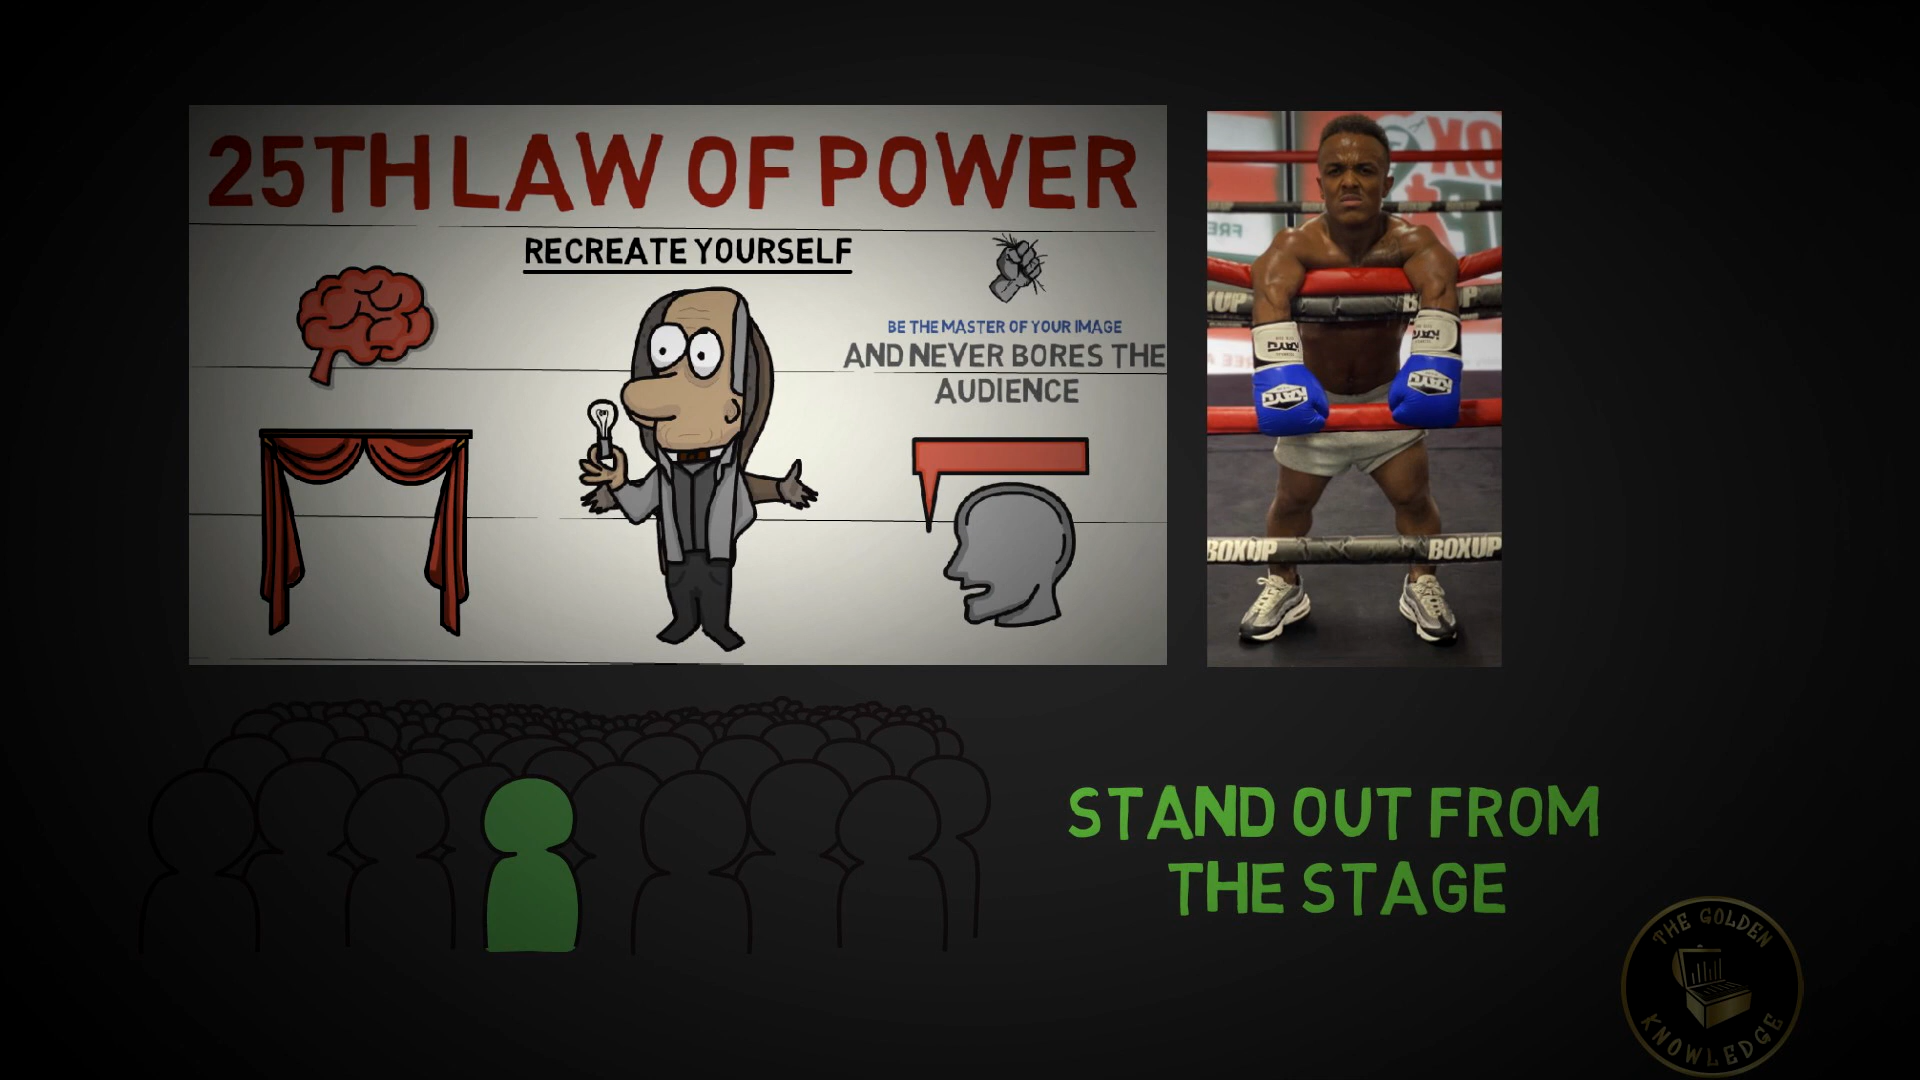 25TH LAW OF POWER
RECREATE YOURSELF
BE THE MASTER OF YOUR IMAGE
AND NEVER BORES THE
AUDIENCE
BOXUP
BOXUP
STAND OUT FROM
THE STAGE
THE GOLDEN
KNOWLEDGE